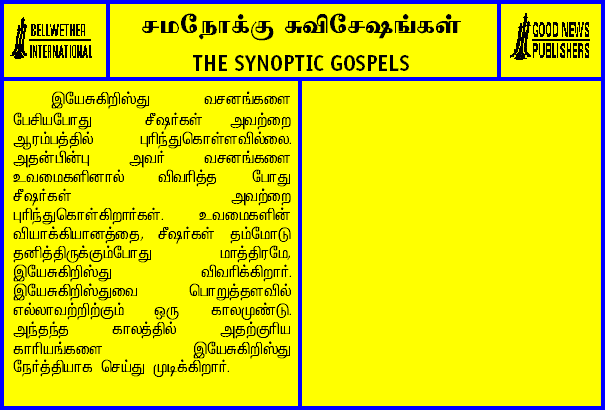 BELLWETHER
INTERNATIONAL
சமநோக்கு சுவிசேஷங்கள்
THE SYNOPTIC GOSPELS
GOOD NEWS
PUBLISHERS
இயேசுகிறிஸ்து வசனங்களை
பேசியபோது சீஷர்கள் அவற்றை
ஆரம்பத்தில் புரிந்துகொள்ளவில்லை.
அதன்பின்பு அவர் வசனங்களை
உவமைகளினால் விவரித்த போது
சீஷர்கள் அவற்றை
புரிந்துகொள்கிறார்கள். உவமைகளின்
வியாக்கியானத்தை, சீஷர்கள் தம்மோடு
தனித்திருக்கும்போது மாத்திரமே,
இயேசுகிறிஸ்து விவரிக்கிறார்.
இயேசுகிறிஸ்துவை பொறுத்தளவில்
எல்லாவற்றிற்கும் ஒரு காலமுண்டு.
அந்தந்த காலத்தில் அதற்குரிய
காரியங்களை இயேசுகிறிஸ்து
நேர்த்தியாக செய்து முடிக்கிறார்.